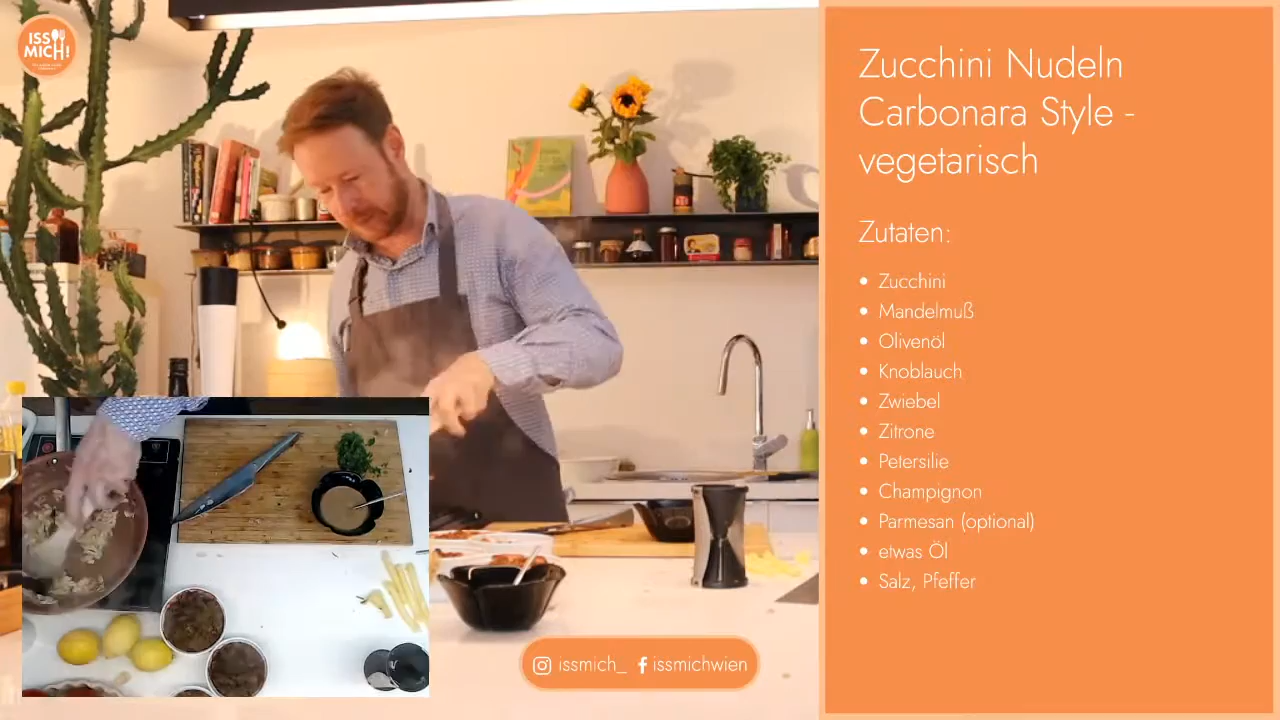 ISS
MICH!
Zucchini Nudeln
Carbonara Style -
vegetarisch
Zutaten:
• Zucchini
• Mandelmuß
• Olivenöl
• Knoblauch
• Zwiebel
• Zitrone
• Petersilie
• Champignon
• Parmesan (optional)
• etwas Öl
• Salz, Pfeffer
issmich_ issmichwien